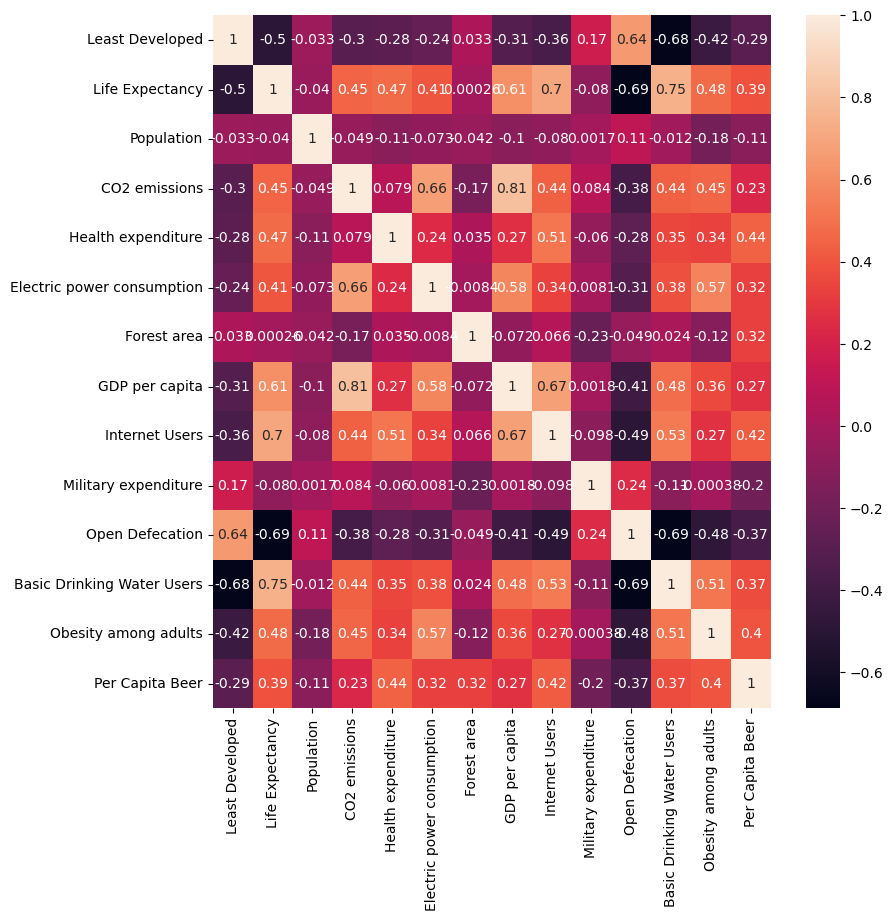 Least Developed 1 -0.5 -0.033 -0.3 -0.28 -0.24 0.033 -0.31 -0.36 0.17 0.64 -0.68 -0.42 -0.29
Life Expectancy -0.5 1 -0.04 0.45 0.47 0.41 0.00026 0.61 0.7 -0.08 -0.69 0.75 0.48 0.39
Population -0.033 -0.04 1 -0.049 -0.11 -0.073 -0.042 -0.1 -0.08 0.0017 0.11 -0.012 -0.18 -0.11
CO2 emissions -0.3 0.45 -0.049 1 0.079 0.66 -0.17 0.81 0.44 0.084 -0.38 0.44 0.45 0.23
Health expenditure -0.28 0.47 -0.11 0.079 1 0.24 0.035 0.27 0.51 -0.06 -0.28 0.35 0.34 0.44
Electric power consumption -0.24 0.41 -0.073 0.66 0.24 1 -0.0084 0.58 0.34 0.0081 -0.31 0.38 0.57 0.32
Forest area 0.033 0.00026 -0.042 -0.17 0.035 -0.0084 1 -0.072 0.066 -0.23 -0.049 0.024 -0.12 0.32
GDP per capita -0.31 0.61 -0.1 0.81 0.27 0.58 -0.072 1 0.67 0.0018 -0.41 0.48 0.36 0.27
Internet Users -0.36 0.7 -0.08 0.44 0.51 0.34 0.066 0.67 1 -0.098 -0.49 0.53 0.27 0.42
Military expenditure 0.17 -0.08 0.0017 0.084 -0.06 0.0081 -0.23 0.0018 -0.098 1 0.24 -0.11 -0.00038 -0.2
Open Defecation 0.64 -0.69 0.11 -0.38 -0.28 -0.31 -0.049 -0.41 -0.49 0.24 1 -0.69 -0.48 -0.37
Basic Drinking Water Users -0.68 0.75 -0.012 0.44 0.35 0.38 0.024 0.48 0.53 -0.11 -0.69 1 0.51 0.37
Obesity among adults -0.42 0.48 -0.18 0.45 0.34 0.57 -0.12 0.36 0.27 -0.00038 -0.48 0.51 1 0.4
Per Capita Beer -0.29 0.39 -0.11 0.23 0.44 0.32 0.32 0.27 0.42 -0.2 -0.37 0.37 0.4 1
Least Developed
Life Expectancy
Population
CO2 emissions
Health expenditure
Electric power consumption
Forest area
GDP per capita
Internet Users
Military expenditure
Open Defecation
Basic Drinking Water Users
Obesity among adults
Per Capita Beer
1.0
0.8
0.6
0.4
0.2
0.0
−0.2
−0.4
−0.6